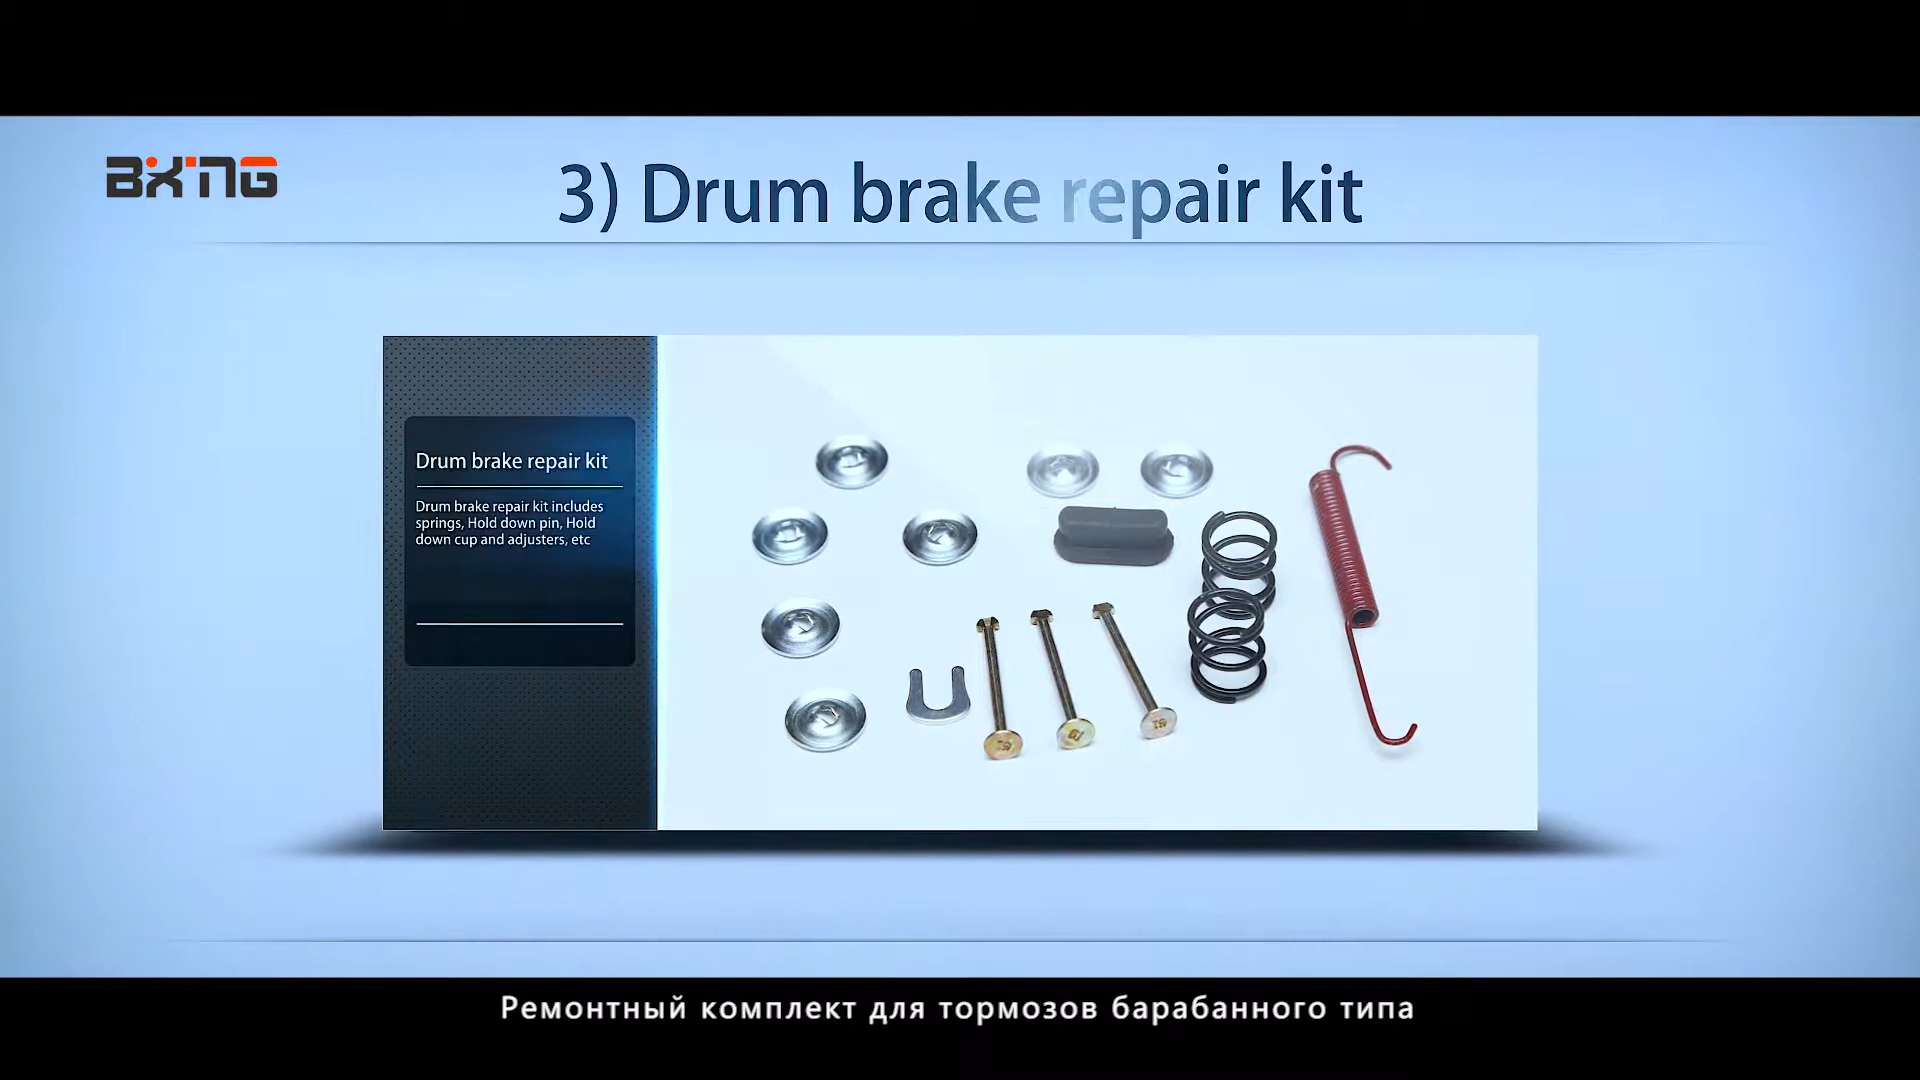 BXING
3) Drum brake repair kit
Drum brake repair kit
Drum brake repair kit includes
springs, Hold down pin, Hold
down cup and adjusters, etc
Ремонтный комплект для тормозов барабанного типа